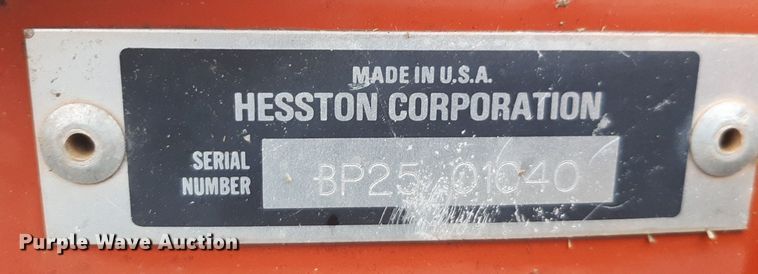 MADE IN U.S.A.
HESSTON CORPORATION
SERIAL
NUMBER
BP25 01040
Purple Wave Auction